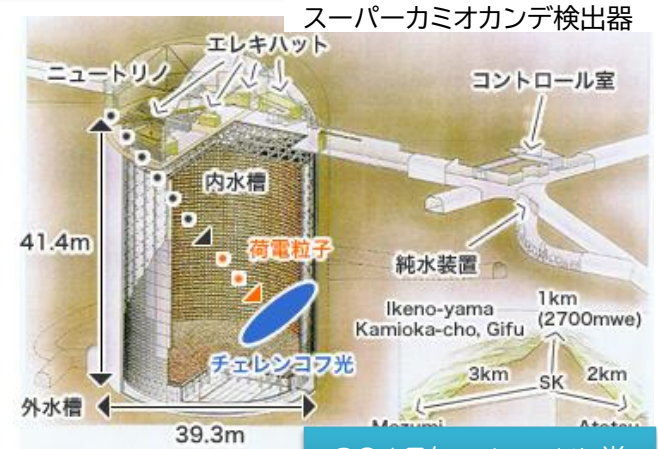 スーパーカミオカンデ検出器
エレキハット
ニュートリノ
コントロール室
内水槽
41.4m
荷電粒子
純水装置
Ikeno-yama
Kamioka-cho, Gifu
1km
(2700mwe)
チェレンコフ光
3km
SK
2km
外水槽
39.3m